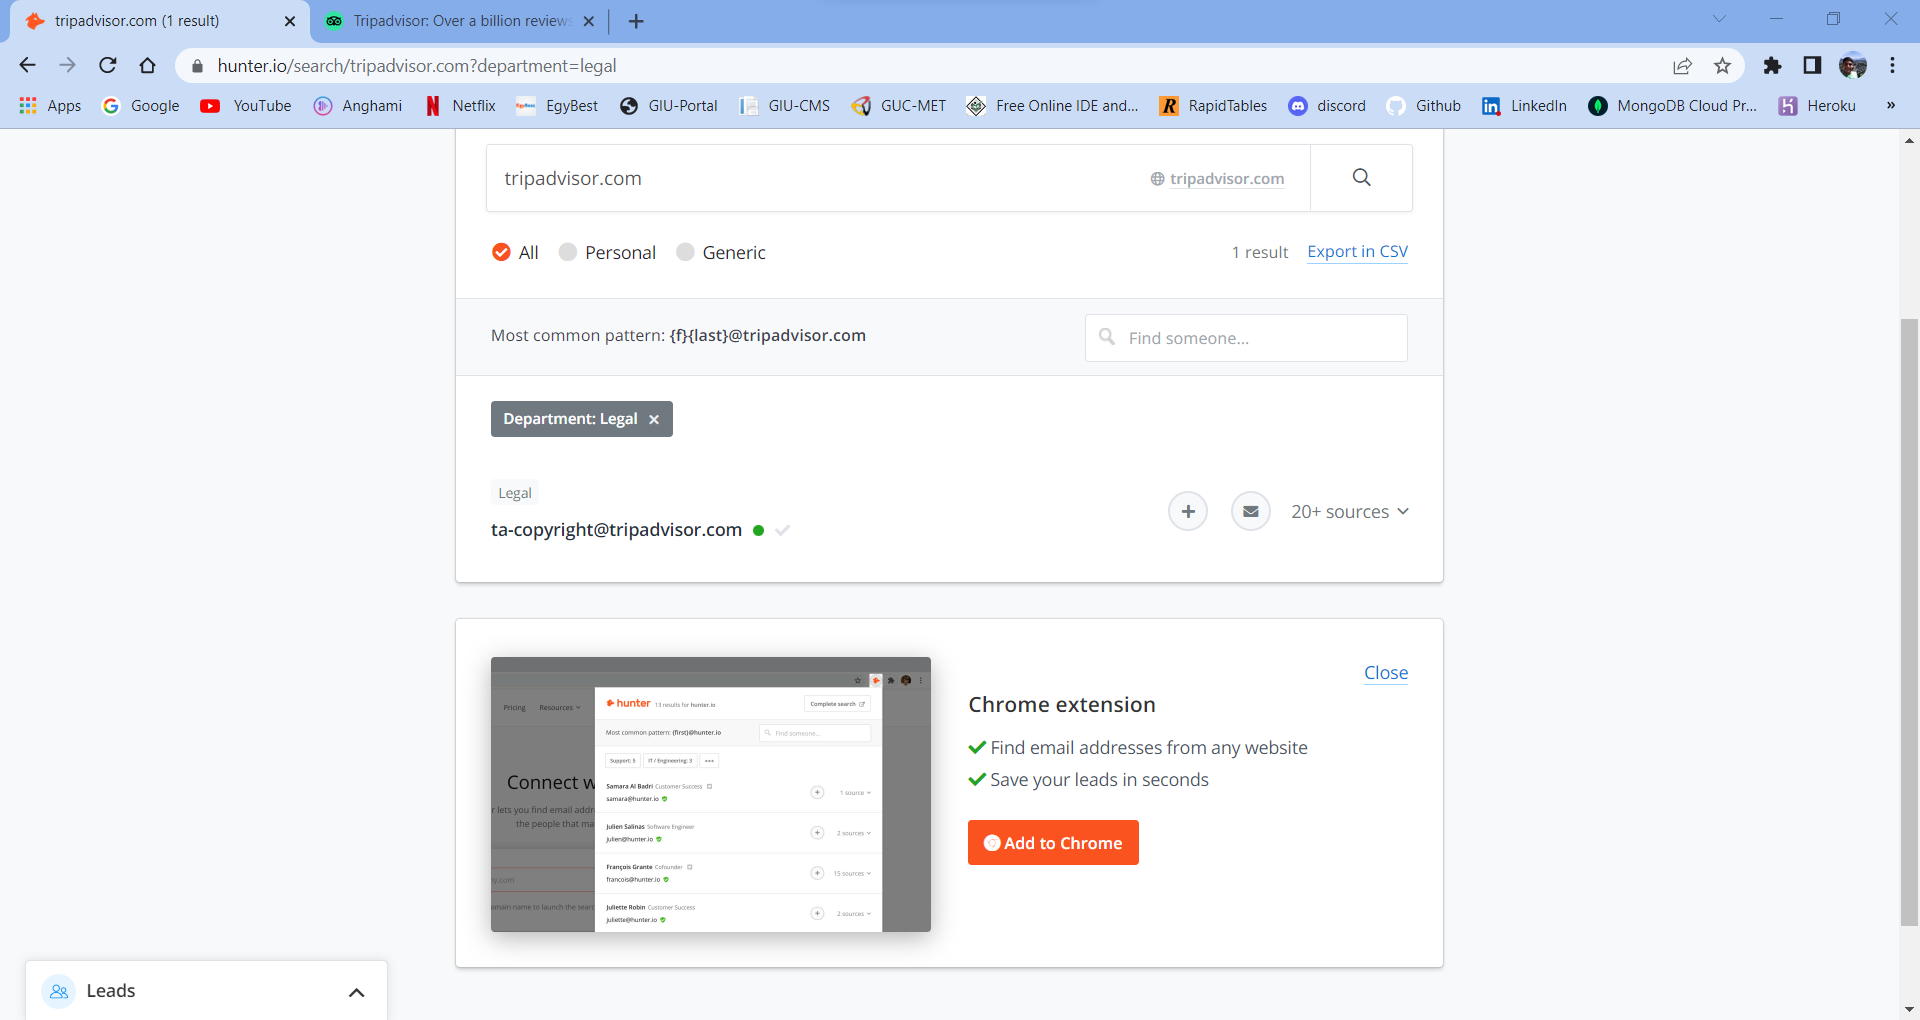 tripadvisor.com (1 result)
Tripadvisor: Over a billion reviews
hunter.io/search/tripadvisor.com?department=legal
Apps
Google
YouTube
Anghami
Netflix
EgyBest
GIU-Portal
GIU-CMS
GUC-MET
Free Online IDE and...
RapidTables
discord
Github
LinkedIn
MongoDB Cloud Pr...
Heroku
»
tripadvisor.com
tripadvisor.com
All
Personal
Generic
1 result
Export in CSV
Most common pattern: {f}{last}@tripadvisor.com
Find someone...
Department: Legal
Legal
ta-copyright@tripadvisor.com
20+ sources
Pricing
Resources
hunter
13 results for hunter.io
Complete search
Most common pattern: {first}@hunter.io
Find someone...
Support: 5
IT / Engineering: 3
Connect w
r lets you find email addre
the people that ma
Samara Al Badri Customer Success
samara@hunter.io
1 source
Julien Salinas Software Engineer
julien@hunter.io
2 sources
François Grante Cofounder
francois@hunter.io
15 sources
Juliette Robin Customer Success
juliette@hunter.io
2 sources
omain name to launch the sear
Close
Chrome extension
Find email addresses from any website
Save your leads in seconds
Add to Chrome
Leads